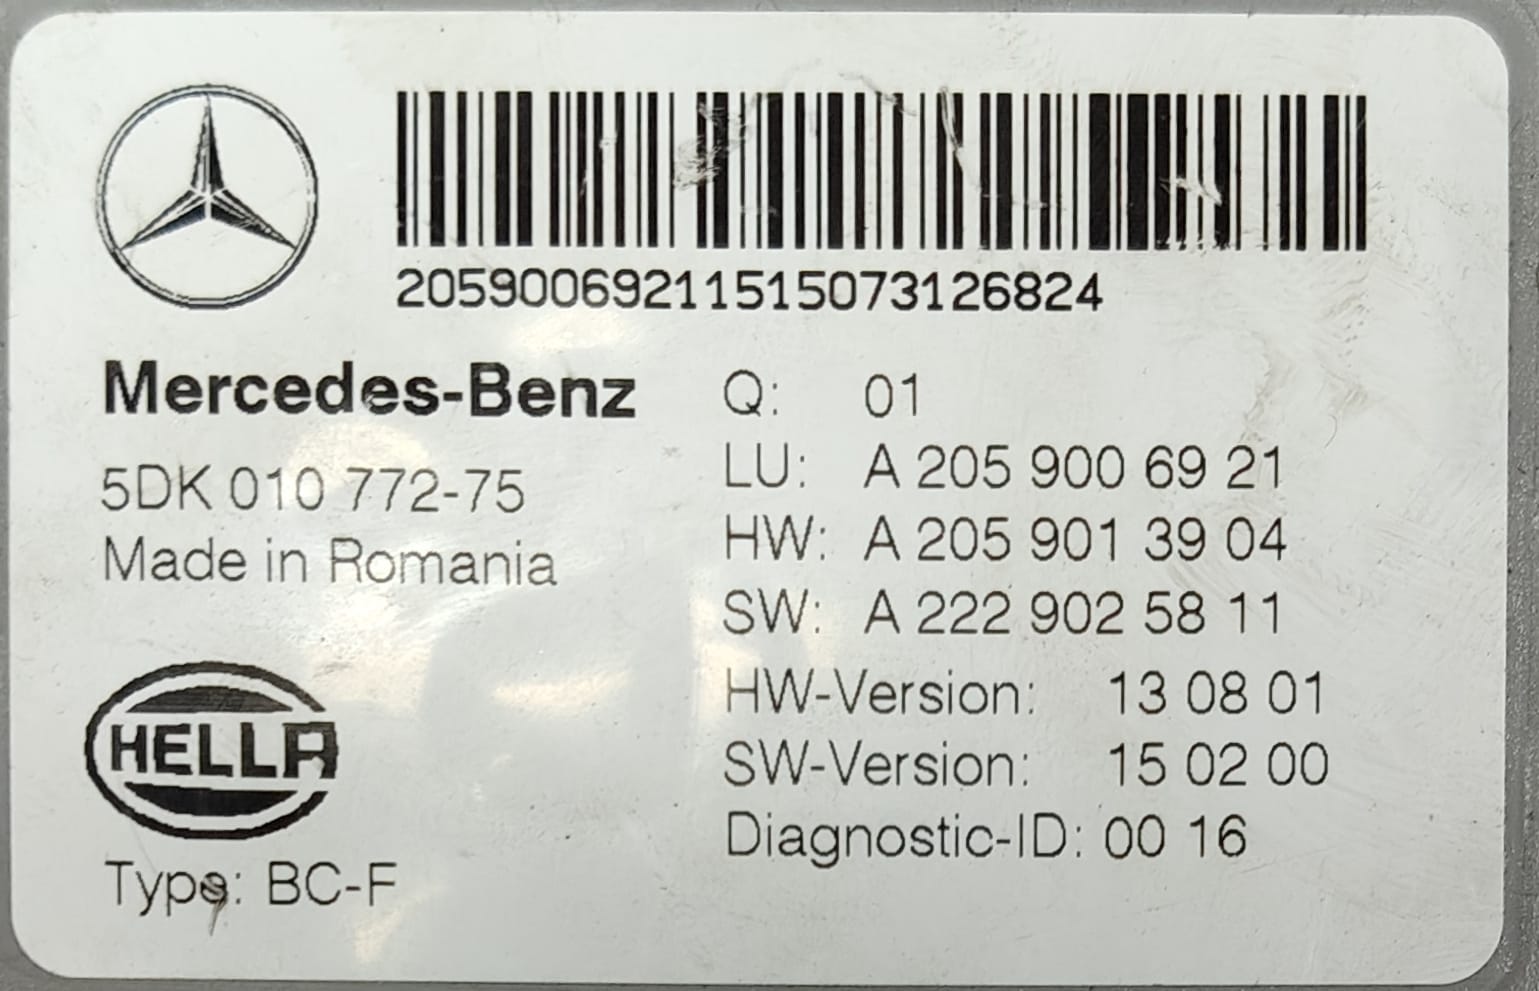 20590069211515073126824
Mercedes-Benz
5DK 010 772-75
Made in Romania
HELLA
Type: BC-F
Q: 01
LU: A 205 900 69 21
HW: A 205 901 39 04
SW: A 222 902 58 11
HW-Version: 13 08 01
SW-Version: 15 02 00
Diagnostic-ID: 00 16